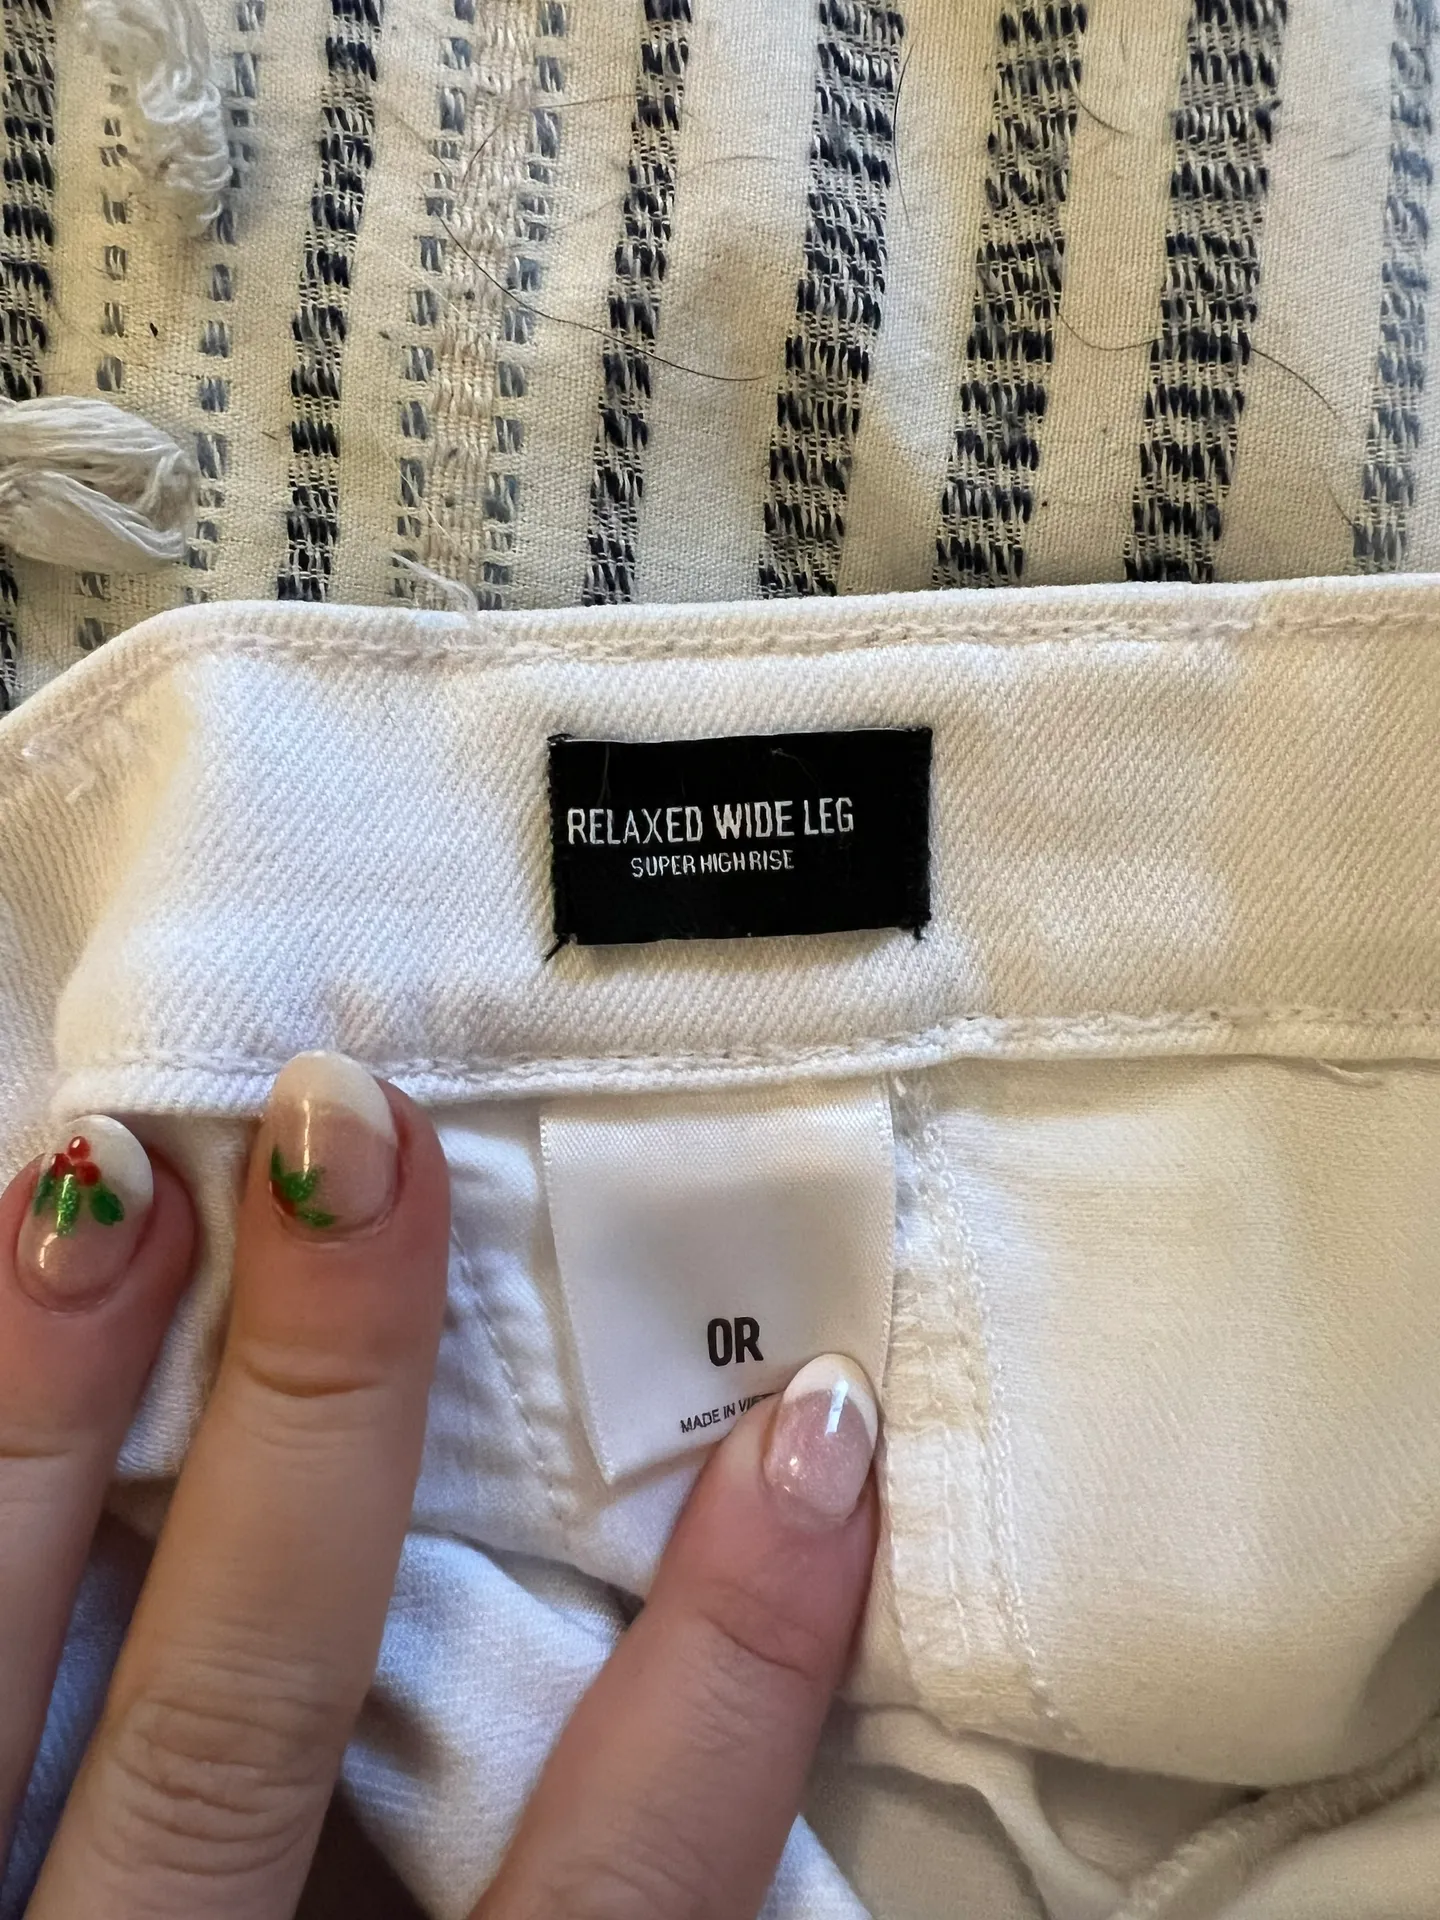 RELAXED WIDE LEG
SUPER HIGH RISE
0R
MADE IN